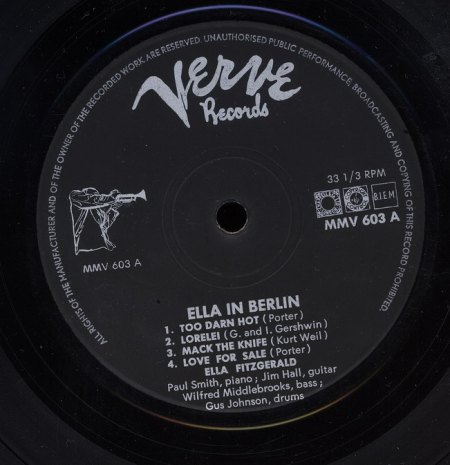 ALL RIGHTS OF THE MANUFACTURER AND OF THE OWNER OF THE RECORDED WORK ARE RESERVED. UNAUTHORISED PUBLIC PERFORMANCE, BROADCASTING AND COPYING OF THIS RECORD PROHIBITED.
Verve
Records
33 1/3 RPM
BIEM
MMV 603 A
MMV 603 A
ELLA IN BERLIN
1. TOO DARN HOT (Porter)
2. LORELEI (G. and I. Gershwin)
3. MACK THE KNIFE (Kurt Weil)
4. LOVE FOR SALE (Porter)
ELLA FITZGERALD
Paul Smith, piano; Jim Hall, guitar
Wilfred Middlebrooks, bass;
Gus Johnson, drums